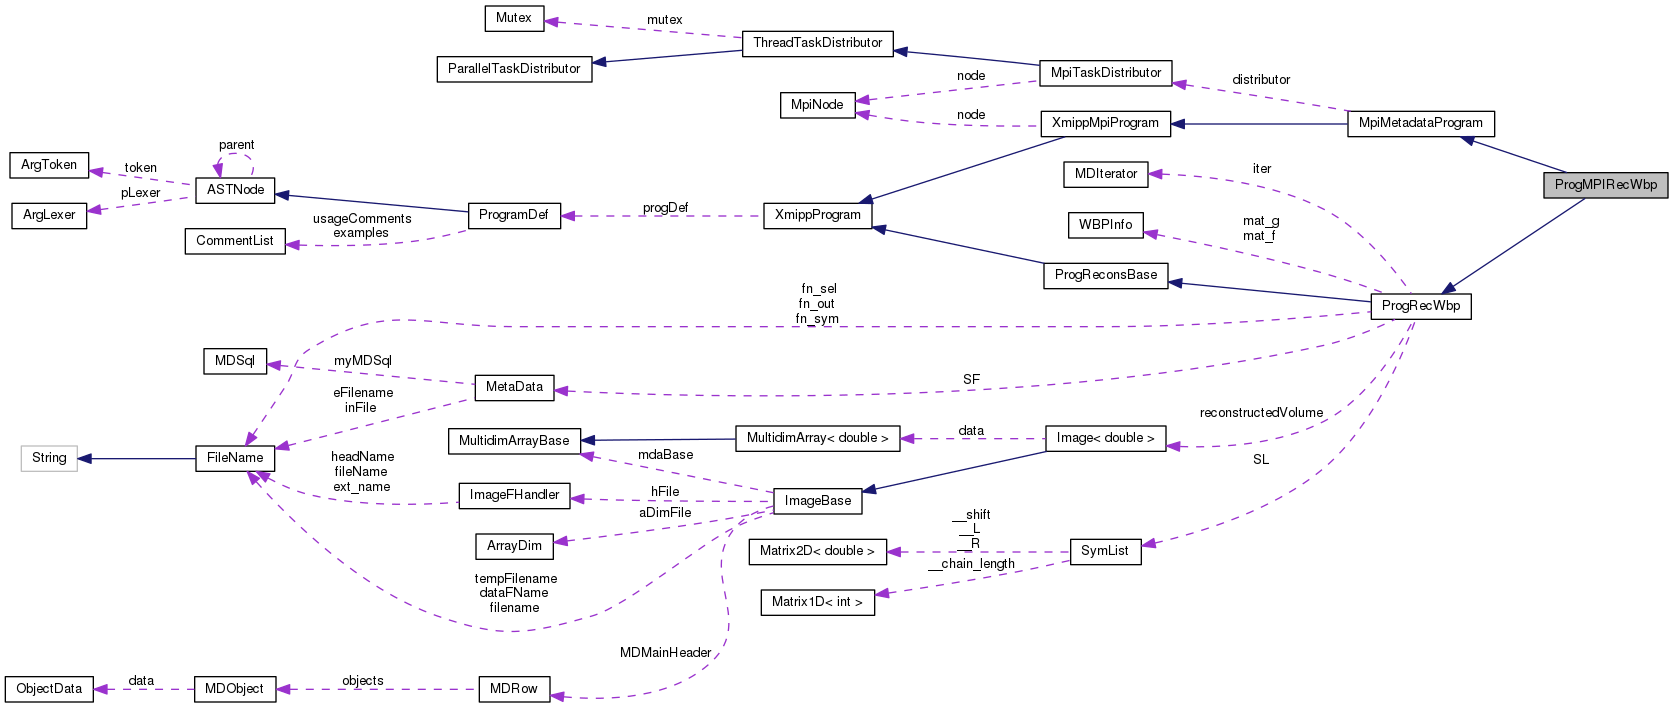 Mutex
mutex
ThreadTaskDistributor
ParallelTaskDistributor
MpiTaskDistributor
node
distributor
MpiNode
node
XmippMpiProgram
MpiMetadataProgram
parent
ArgToken
token
ASTNode
pLexer
ArgLexer
MDIterator
iter
ProgMPIRecWbp
usageComments
examples
ProgramDef
progDef
XmippProgram
WBPInfo
mat_g
mat_f
CommentList
ProgReconsBase
ProgRecWbp
fn_sel
fn_out
fn_sym
MDSql
myMDSql
MetaData
SF
eFilename
inFile
reconstructedVolume
MultidimArrayBase
MultidimArray< double >
data
Image< double >
String
FileName
headName
fileName
ext_name
mdaBase
SL
ImageFHandler
hFile
ImageBase
aDimFile
ArrayDim
__shift
__L
__R
Matrix2D< double >
SymList
__chain_length
Matrix1D< int >
tempFilename
dataFName
filename
MDMainHeader
ObjectData
data
MDObject
objects
MDRow